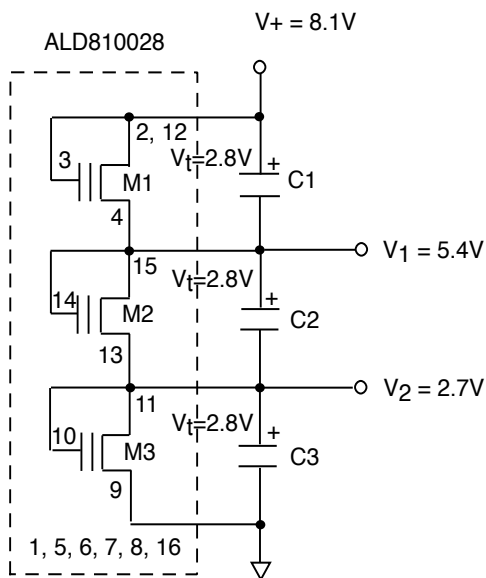 V+ = 8.1V
ALD810028
2, 12
3
Vt=2.8V
+
M1
C1
4
15
V1 = 5.4V
Vt=2.8V
+
14
M2
C2
13
11
V2 = 2.7V
Vt=2.8V
+
10
M3
C3
9
1, 5, 6, 7, 8, 16